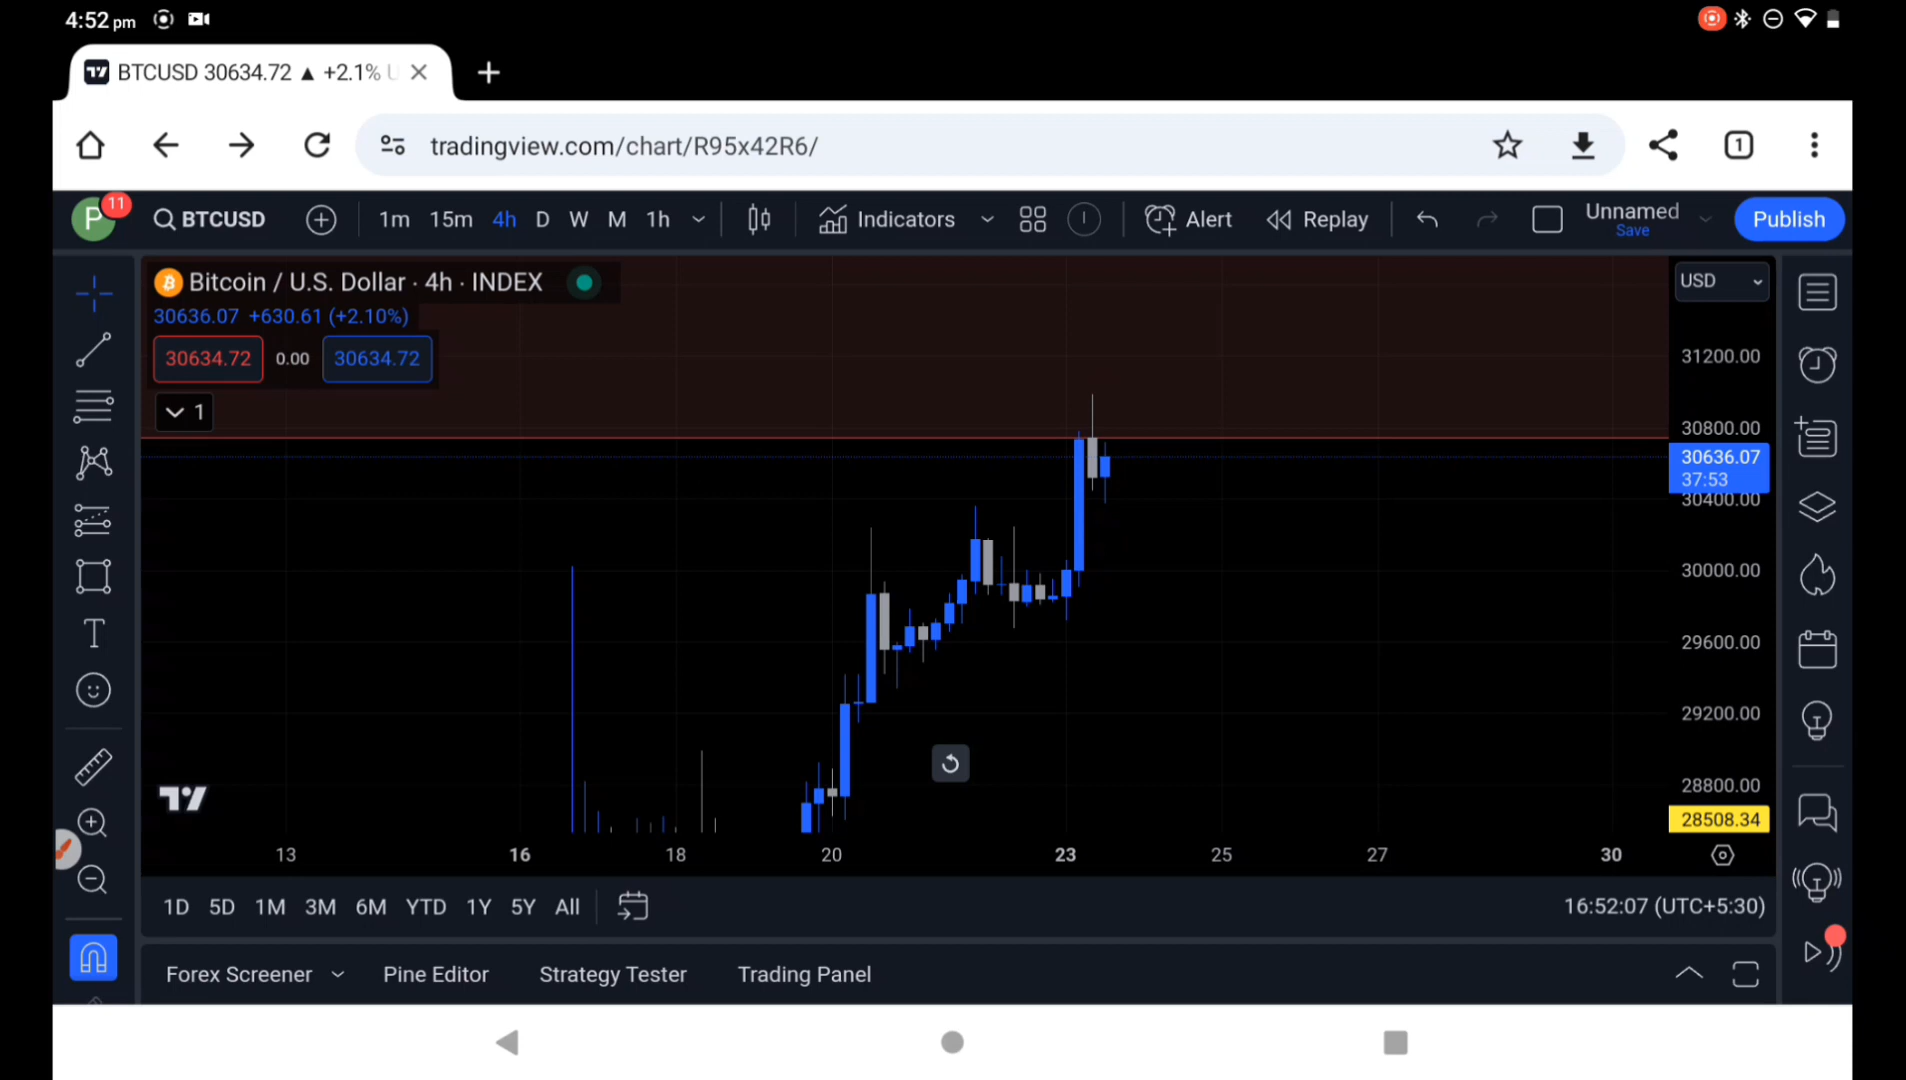 4:52 pm
BTCUSD 30634.72 ▲ +2.1% U
tradingview.com/chart/R95x42R6/
1
P 11 BTCUSD 1m 15m 4h D W M 1h Indicators Alert Replay Unnamed Save Publish
Bitcoin / U.S. Dollar · 4h · INDEX
30636.07 +630.61 (+2.10%)
30634.72 0.00 30634.72
1
USD
31200.00
30800.00
30636.07
37:53
30400.00
30000.00
29600.00
29200.00
28800.00
28508.34
13 16 18 20 23 25 27 30
1D 5D 1M 3M 6M YTD 1Y 5Y All 16:52:07 (UTC+5:30)
Forex Screener Pine Editor Strategy Tester Trading Panel